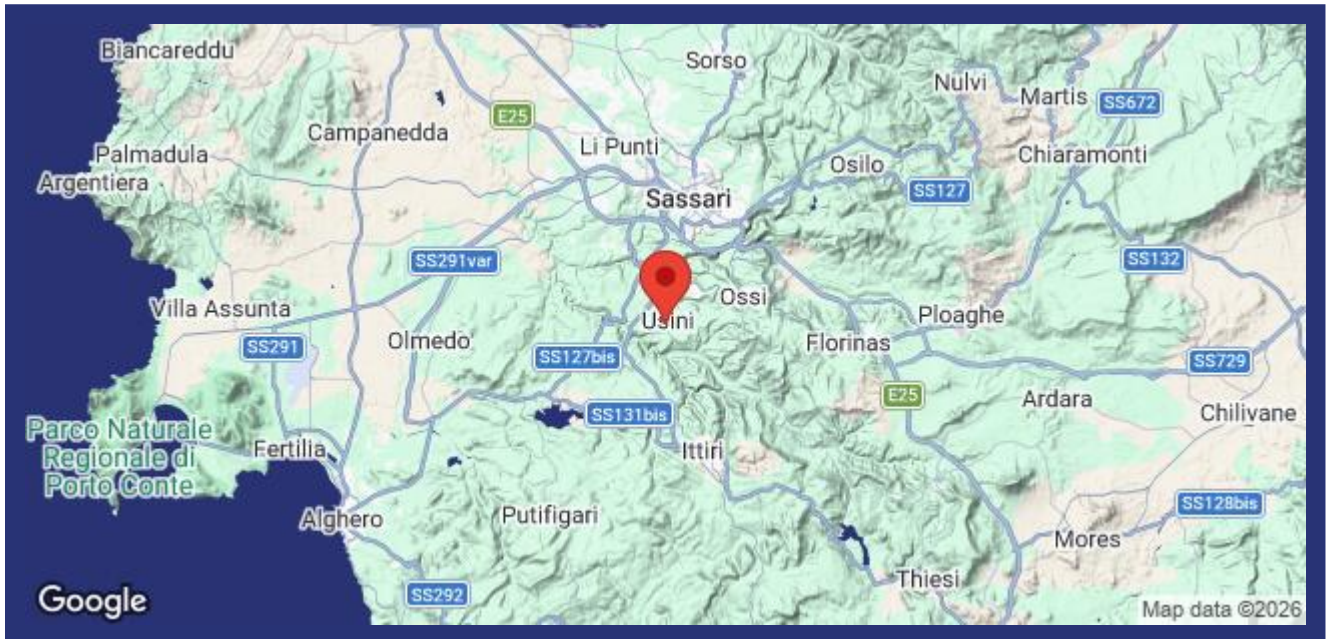 Biancareddu
Sorso
Nulvi
Martis
SS672
E25
Campanedda
Li Punti
Palmadula
Osilo
Chiaramonti
Argentiera
SS127
Sassari
SS291var
SS132
Villa Assunta
Ossi
Usini
Ploaghe
Olmedo
Florinas
SS291
SS127bis
SS729
E25
Ardara
Chilivane
SS131bis
Parco Naturale
Regionale di
Porto Conte
Fertilia
Ittiri
Alghero
Putifigari
SS128bis
Mores
Thiesi
SS292
Google
Map data ©2026